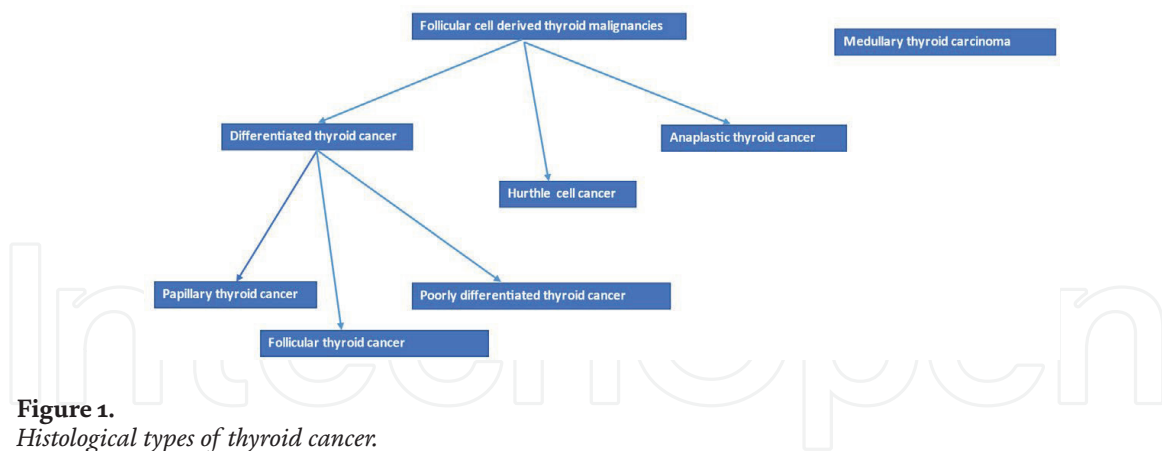 Follicular cell derived thyroid malignancies
Medullary thyroid carcinoma
Differentiated thyroid cancer
Anaplastic thyroid cancer
Hurthle cell cancer
Papillary thyroid cancer
Poorly differentiated thyroid cancer
Follicular thyroid cancer
IntechOpen
Figure 1.
Histological types of thyroid cancer.